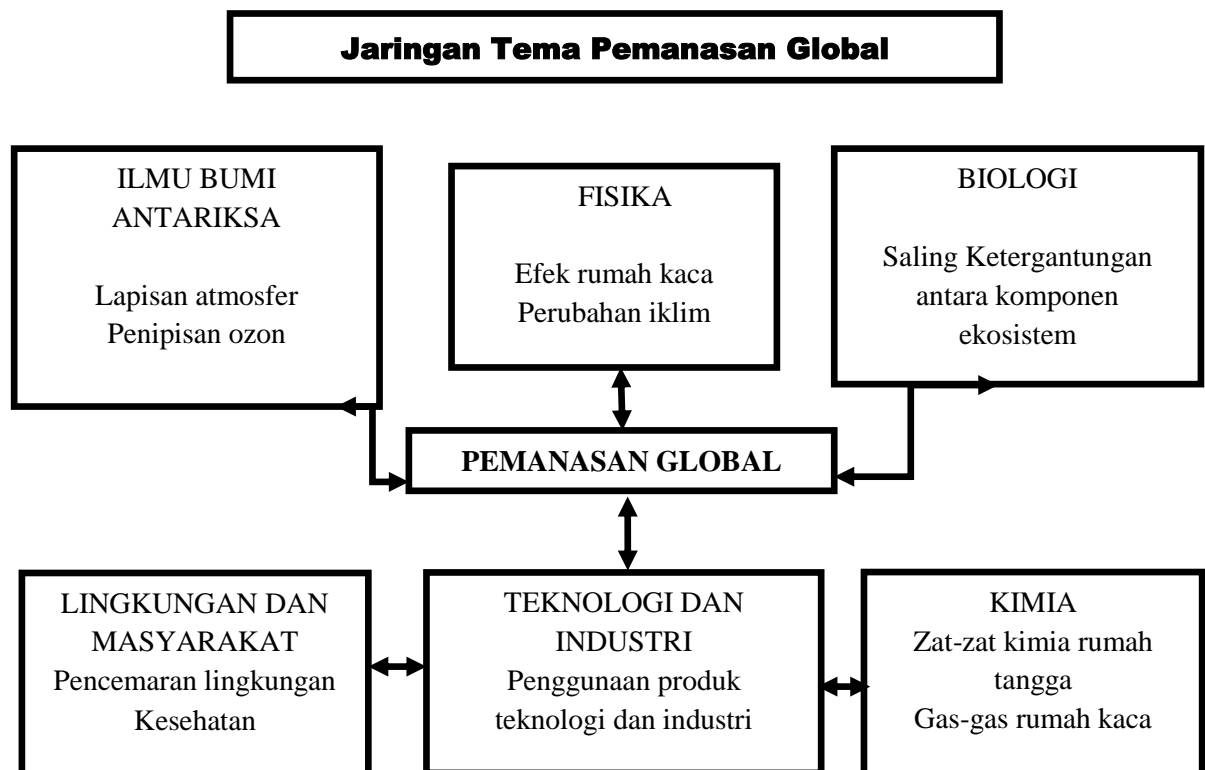 Jaringan Tema Pemanasan Global
ILMU BUMI
ANTARIKSA
Lapisan atmosfer
Penipisan ozon
FISIKA
Efek rumah kaca
Perubahan iklim
BIOLOGI
Saling Ketergantungan
antara komponen
ekosistem
PEMANASAN GLOBAL
LINGKUNGAN DAN
MASYARAKAT
Pencemaran lingkungan
Kesehatan
TEKNOLOGI DAN
INDUSTRI
Penggunaan produk
teknologi dan industri
KIMIA
Zat-zat kimia rumah
tangga
Gas-gas rumah kaca